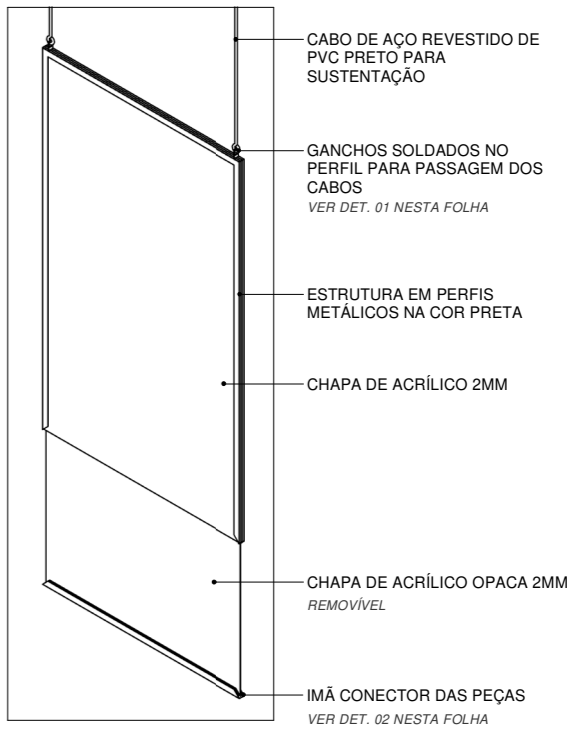 CABO DE AÇO REVESTIDO DE
PVC PRETO PARA
SUSTENTAÇÃO
GANCHOS SOLDADOS NO
PERFIL PARA PASSAGEM DOS
CABOS
VER DET. 01 NESTA FOLHA
ESTRUTURA EM PERFIS
METÁLICOS NA COR PRETA
CHAPA DE ACRÍLICO 2MM
CHAPA DE ACRÍLICO OPACA 2MM
REMOVÍVEL
IMÃ CONECTOR DAS PEÇAS
VER DET. 02 NESTA FOLHA